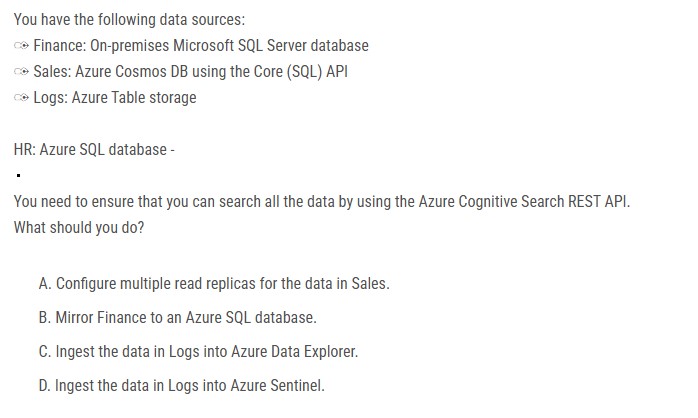 You have the following data sources:
Finance: On-premises Microsoft SQL Server database
Sales: Azure Cosmos DB using the Core (SQL) API
Logs: Azure Table storage
HR: Azure SQL database -
You need to ensure that you can search all the data by using the Azure Cognitive Search REST API.
What should you do?
A. Configure multiple read replicas for the data in Sales.
B. Mirror Finance to an Azure SQL database.
C. Ingest the data in Logs into Azure Data Explorer.
D. Ingest the data in Logs into Azure Sentinel.